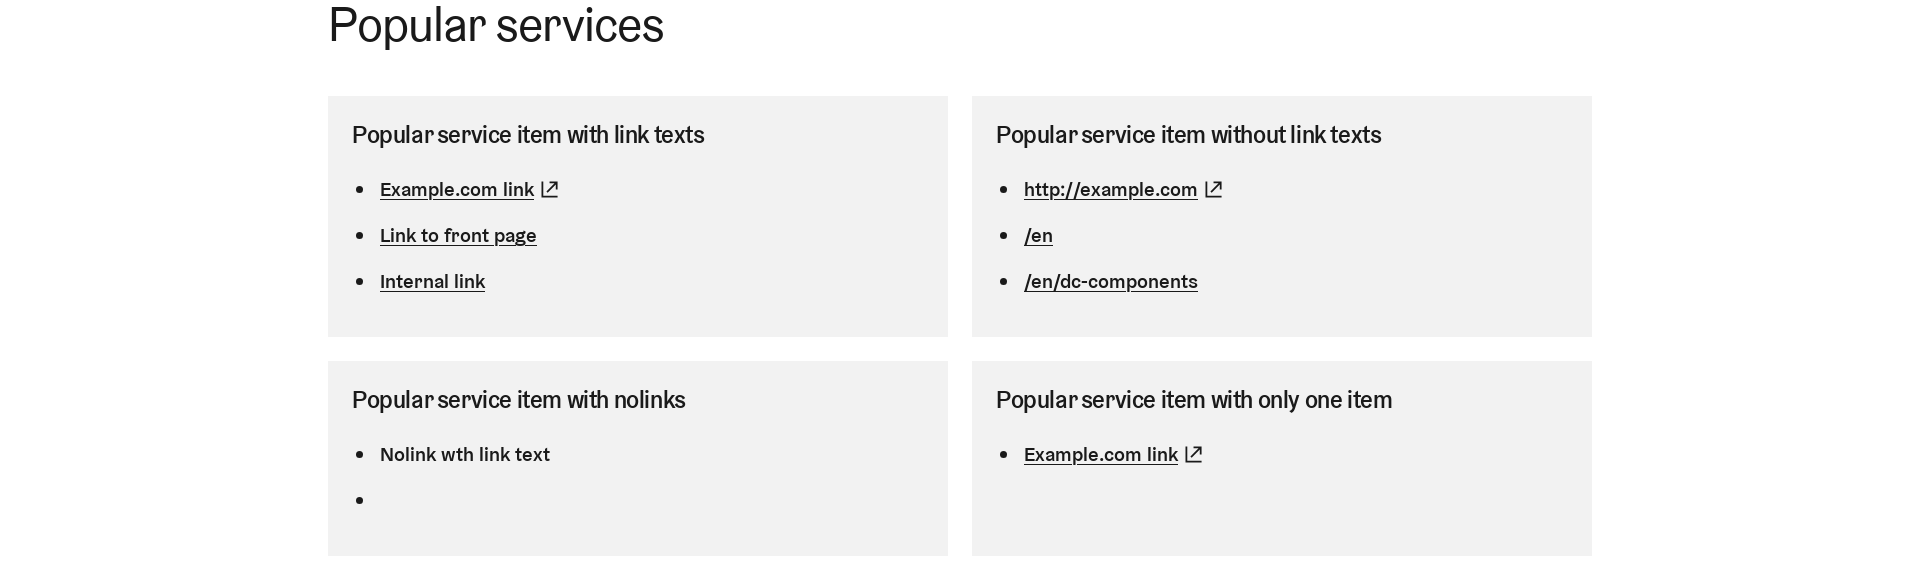 Popular services
Popular service item with link texts
Example.com link
Link to front page
Internal link
Popular service item without link texts
http://example.com
/en
/en/dc-components
Popular service item with nolinks
Nolink wth link text
Popular service item with only one item
Example.com link